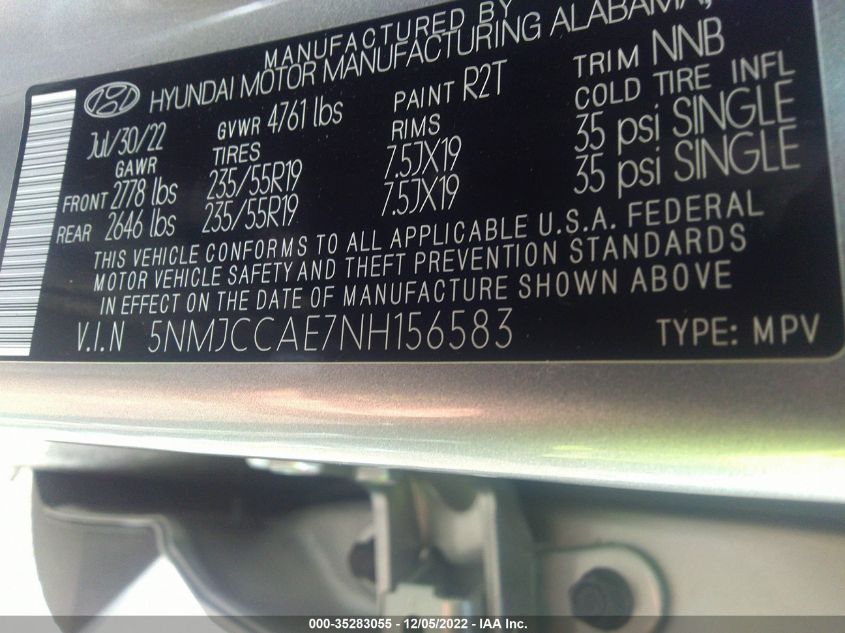 MANUFACTURED BY
HYUNDAI MOTOR MANUFACTURING ALABAMA,
Jul/30/22 GVWR 4761 lbs PAINT R2T TRIM NNB
GAWR TIRES RIMS COLD TIRE INFL
FRONT 2778 lbs 235/55R19 7.5JX19 35 psi SINGLE
REAR 2646 lbs 235/55R19 7.5JX19 35 psi SINGLE
THIS VEHICLE CONFORMS TO ALL APPLICABLE U.S.A. FEDERAL
MOTOR VEHICLE SAFETY AND THEFT PREVENTION STANDARDS
IN EFFECT ON THE DATE OF MANUFACTURE SHOWN ABOVE
V.I.N 5NMJCCAE7NH156583 TYPE: MPV
000-35283055 - 12/05/2022 - IAA Inc.